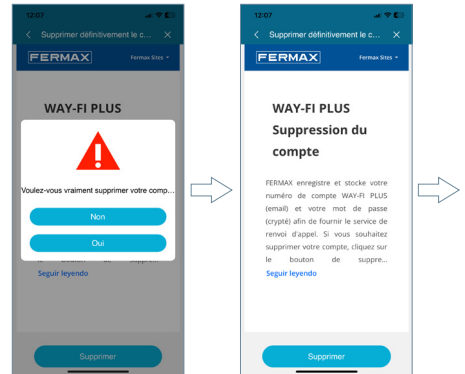 12:07
Supprimer définitivement le c...
FERMAX
Fermax Sites
WAY-FI PLUS
Voulez-vous vraiment supprimer votre comp...
Non
Oui
le bouton de suppre...
Seguir leyendo
Supprimer
12:07
Supprimer définitivement le c...
FERMAX
Fermax Sites
WAY-FI PLUS
Suppression du
compte
FERMAX enregistre et stocke votre
numéro de compte WAY-FI PLUS
(email) et votre mot de passe
(crypté) afin de fournir le service de
renvoi d'appel. Si vous souhaitez
supprimer votre compte, cliquez sur
le bouton de suppre...
Seguir leyendo
Supprimer